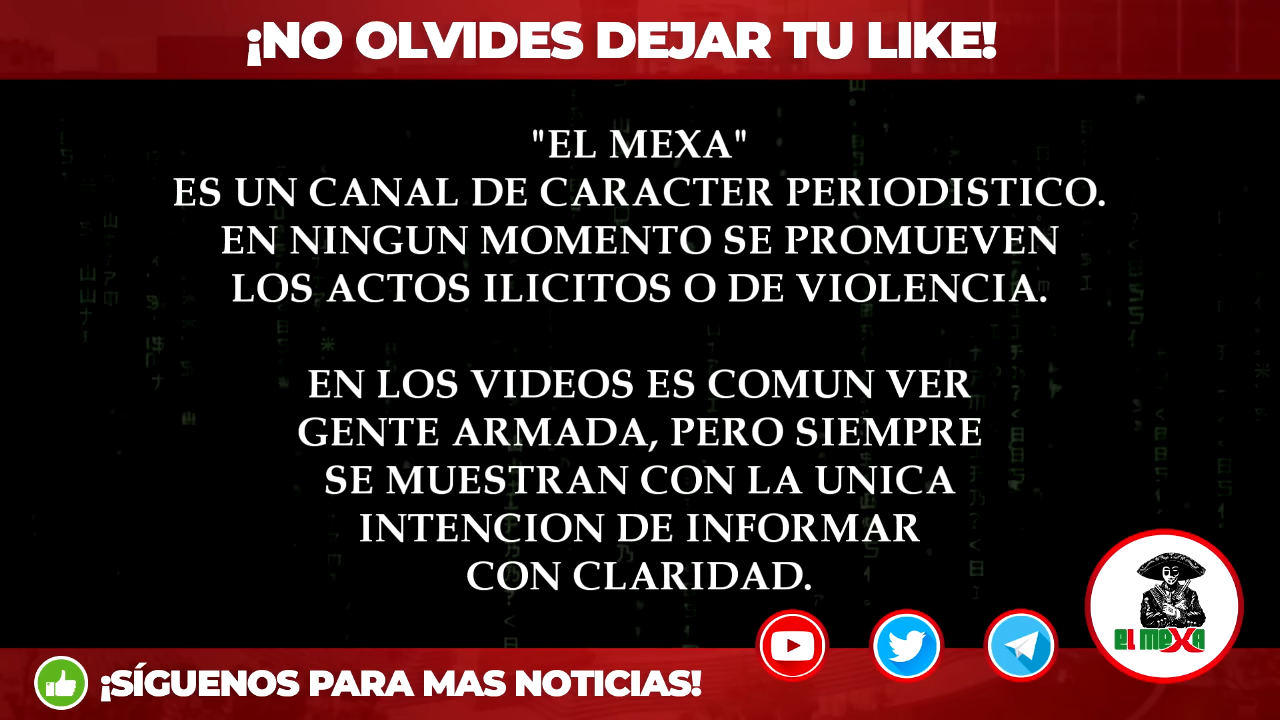 ¡NO OLVIDES DEJAR TU LIKE!
"EL MEXA"
ES UN CANAL DE CARACTER PERIODISTICO.
EN NINGUN MOMENTO SE PROMUEVEN
LOS ACTOS ILICITOS O DE VIOLENCIA.
EN LOS VIDEOS ES COMUN VER
GENTE ARMADA, PERO SIEMPRE
SE MUESTRAN CON LA UNICA
INTENCION DE INFORMAR
CON CLARIDAD.
EL MEXA
¡SÍGUENOS PARA MAS NOTICIAS!